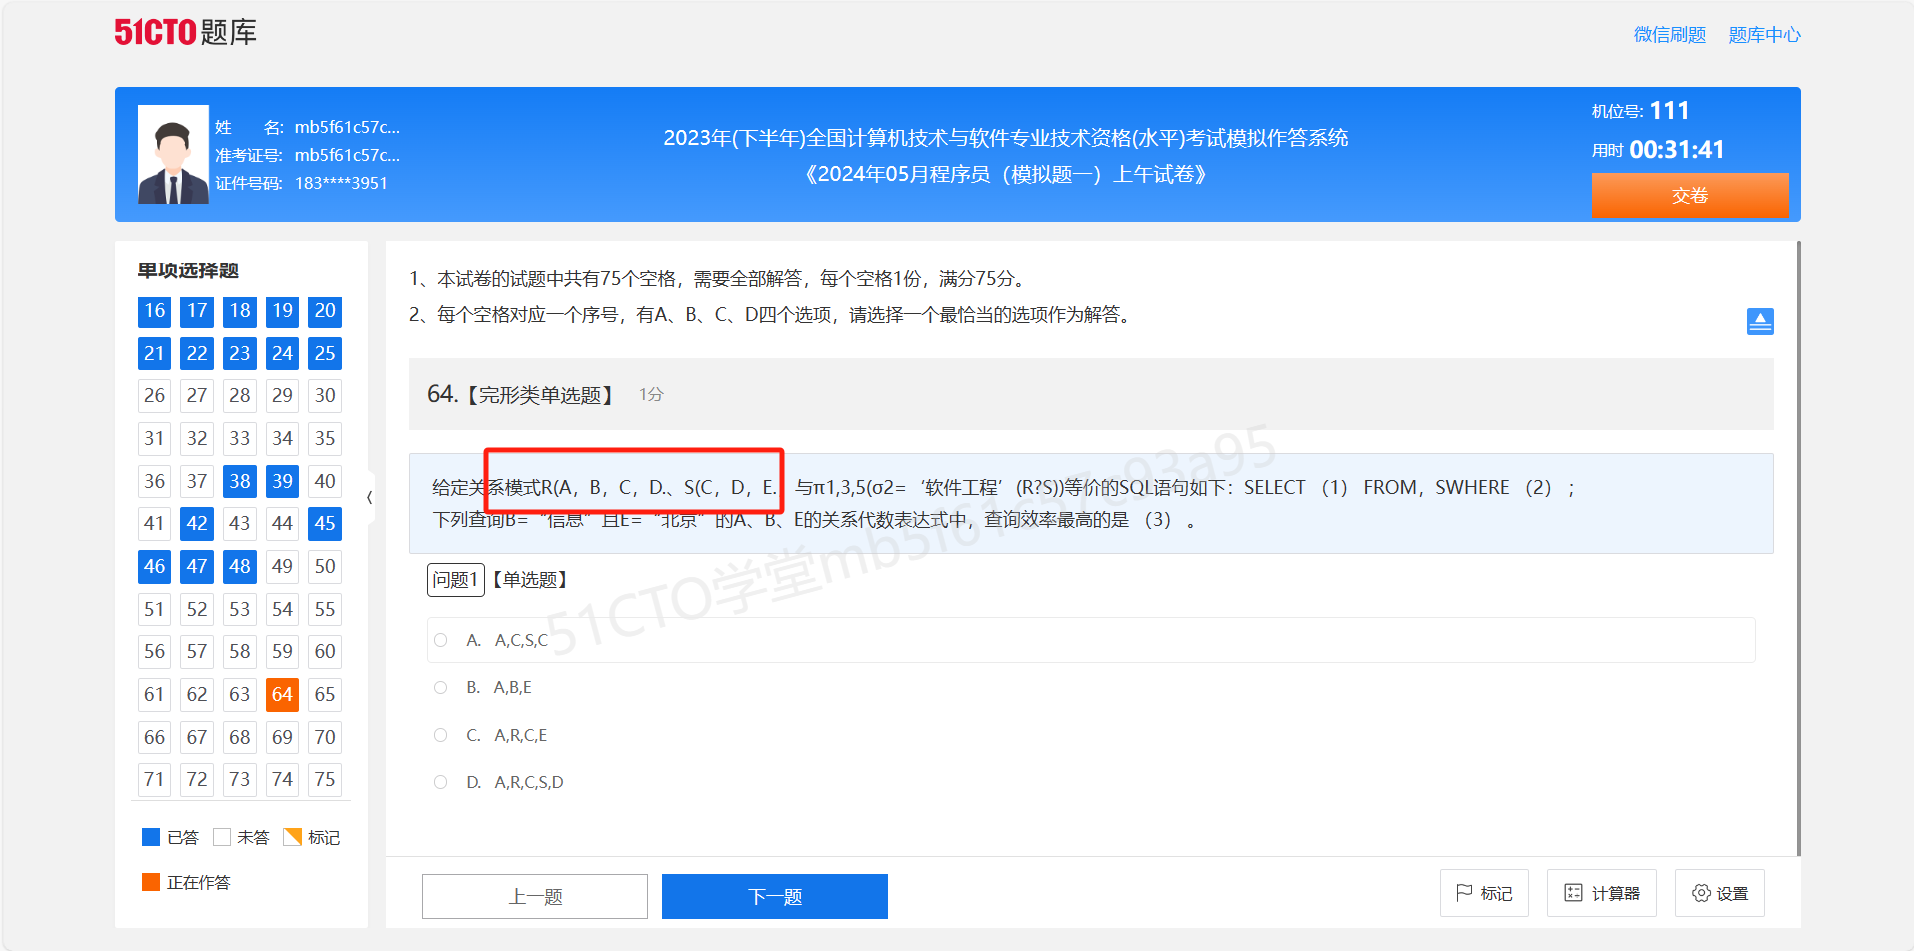 51CTO题库
微信刷题 题库中心
姓 名: mb5f61c57c...
准考证号: mb5f61c57c...
证件号码: 183****3951
2023年(下半年)全国计算机技术与软件专业技术资格(水平)考试模拟作答系统
《2024年05月程序员（模拟题一）上午试卷》
机位号: 111
用时 00:31:41
交卷
单项选择题
16 17 18 19 20
21 22 23 24 25
26 27 28 29 30
31 32 33 34 35
36 37 38 39 40
41 42 43 44 45
46 47 48 49 50
51 52 53 54 55
56 57 58 59 60
61 62 63 64 65
66 67 68 69 70
71 72 73 74 75
已答 未答 标记
正在作答
1、本试卷的试题中共有75个空格，需要全部解答，每个空格1份，满分75分。
2、每个空格对应一个序号，有A、B、C、D四个选项，请选择一个最恰当的选项作为解答。
64.【完形类单选题】 1分
给定关系模式R(A，B，C，D.、S(C，D，E. 与π1,3,5(σ2=‘软件工程’(R?S))等价的SQL语句如下：SELECT （1） FROM，SWHERE （2） ；
下列查询B=“信息”且E=“北京”的A、B、E的关系代数表达式中，查询效率最高的是 （3） 。
问题1【单选题】
A. A,C,S,C
B. A,B,E
C. A,R,C,E
D. A,R,C,S,D
51CTO学堂mb5f61c57c93a95
上一题 下一题 标记 计算器 设置